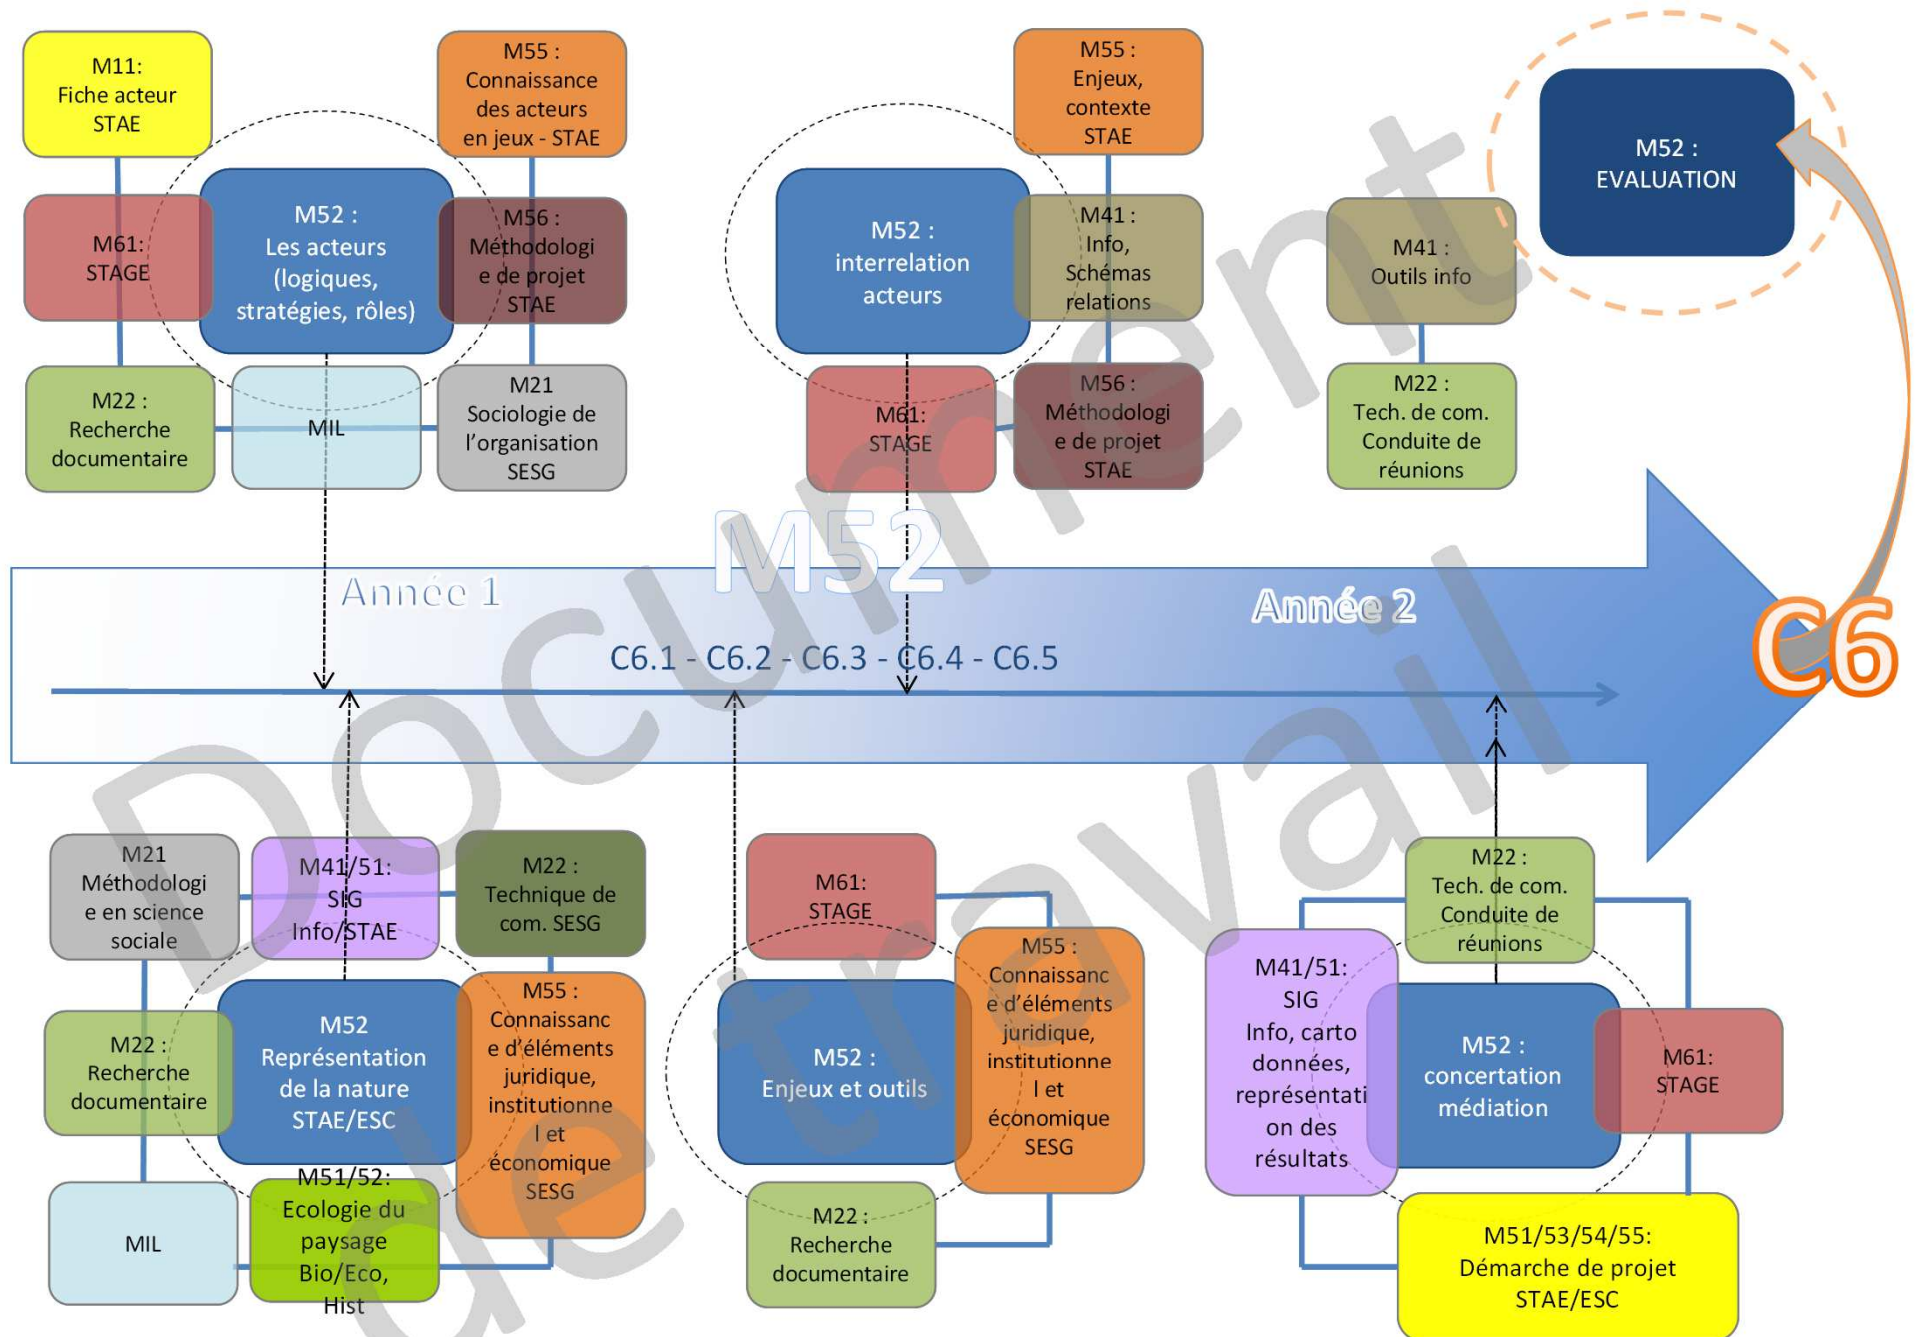 M11:
Fiche acteur
STAE
M55 :
Connaissance
des acteurs
en jeux - STAE
M61:
STAGE
M52 :
Les acteurs
(logiques,
stratégies, rôles)
M56 :
Méthodologi
e de projet
STAE
M22 :
Recherche
documentaire
MIL
M21
Sociologie de
l'organisation
SESG
M55 :
Enjeux,
contexte
STAE
M52 :
interrelation
acteurs
M41 :
Info,
Schémas
relations
M61:
STAGE
M56 :
Méthodologi
e de projet
STAE
M41 :
Outils info
M22 :
Tech. de com.
Conduite de
réunions
M52 :
EVALUATION
M52
Année 1
Année 2
C6.1 - C6.2 - C6.3 - C6.4 - C6.5
C6
M21
Méthodologi
e en science
sociale
M41/51:
SIG
Info/STAE
M22 :
Technique de
com. SESG
M22 :
Recherche
documentaire
M52
Représentation
de la nature
STAE/ESC
M55 :
Connaissanc
e d'éléments
juridique,
institutionne
l et
économique
SESG
MIL
M51/52:
Ecologie du
paysage
Bio/Eco,
Hist
M61:
STAGE
M52 :
Enjeux et outils
M55 :
Connaissanc
e d'éléments
juridique,
institutionne
l et
économique
SESG
M22 :
Recherche
documentaire
M22 :
Tech. de com.
Conduite de
réunions
M41/51:
SIG
Info, carto
données,
représentati
on des
résultats
M52 :
concertation
médiation
M61:
STAGE
M51/53/54/55:
Démarche de projet
STAE/ESC
Document
de travail